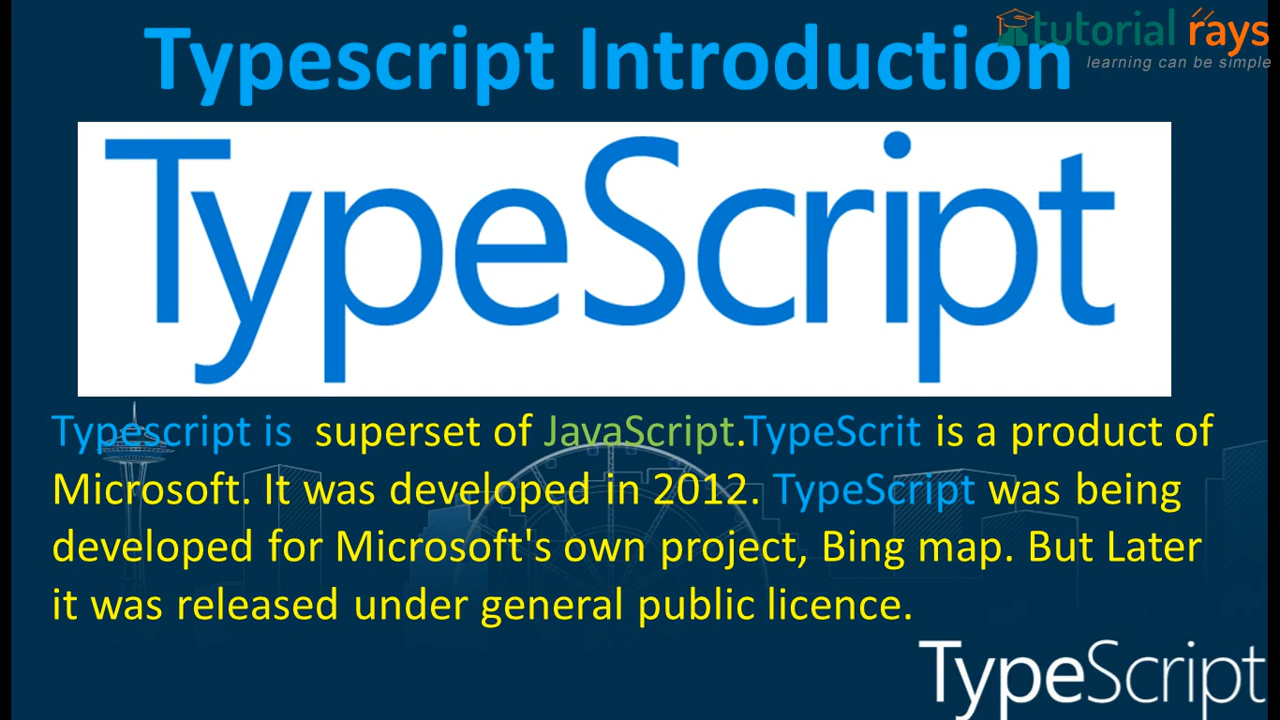 Typescript Introduction
tutorial rays
learning can be simple
TypeScript
Typescript is superset of JavaScript.TypeScrit is a product of
Microsoft. It was developed in 2012. TypeScript was being
developed for Microsoft's own project, Bing map. But Later
it was released under general public licence.
TypeScript